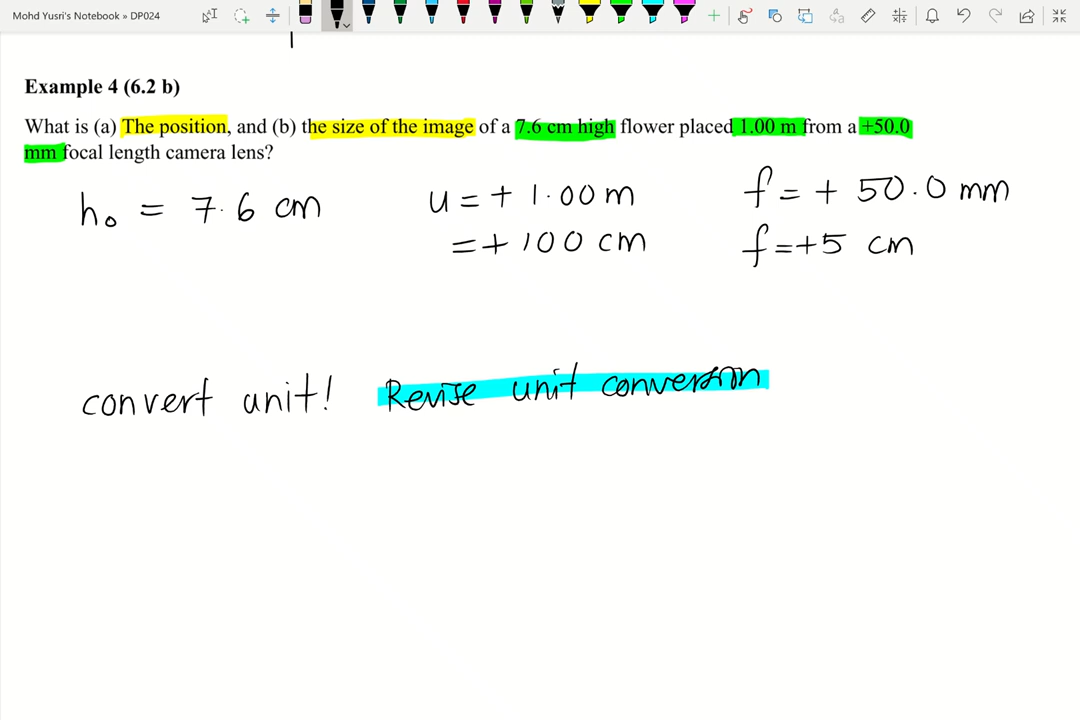 Mohd Yusri's Notebook » DP024
Example 4 (6.2 b)
What is (a) The position, and (b) the size of the image of a 7.6 cm high flower placed 1.00 m from a +50.0
mm focal length camera lens?
h₀ = 7.6 cm
u = + 1.00 m
= + 100 cm
f = + 50.0 mm
f = +5 cm
convert unit! Revise unit conversion